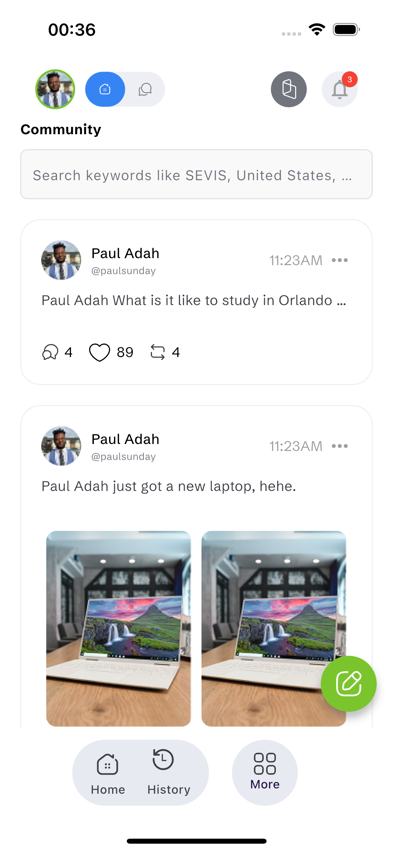 00:36
3
Community
Search keywords like SEVIS, United States, ...
Paul Adah
@paulsunday
11:23AM
Paul Adah What is it like to study in Orlando ...
4 89 4
Paul Adah
@paulsunday
11:23AM
Paul Adah just got a new laptop, hehe.
Home History More